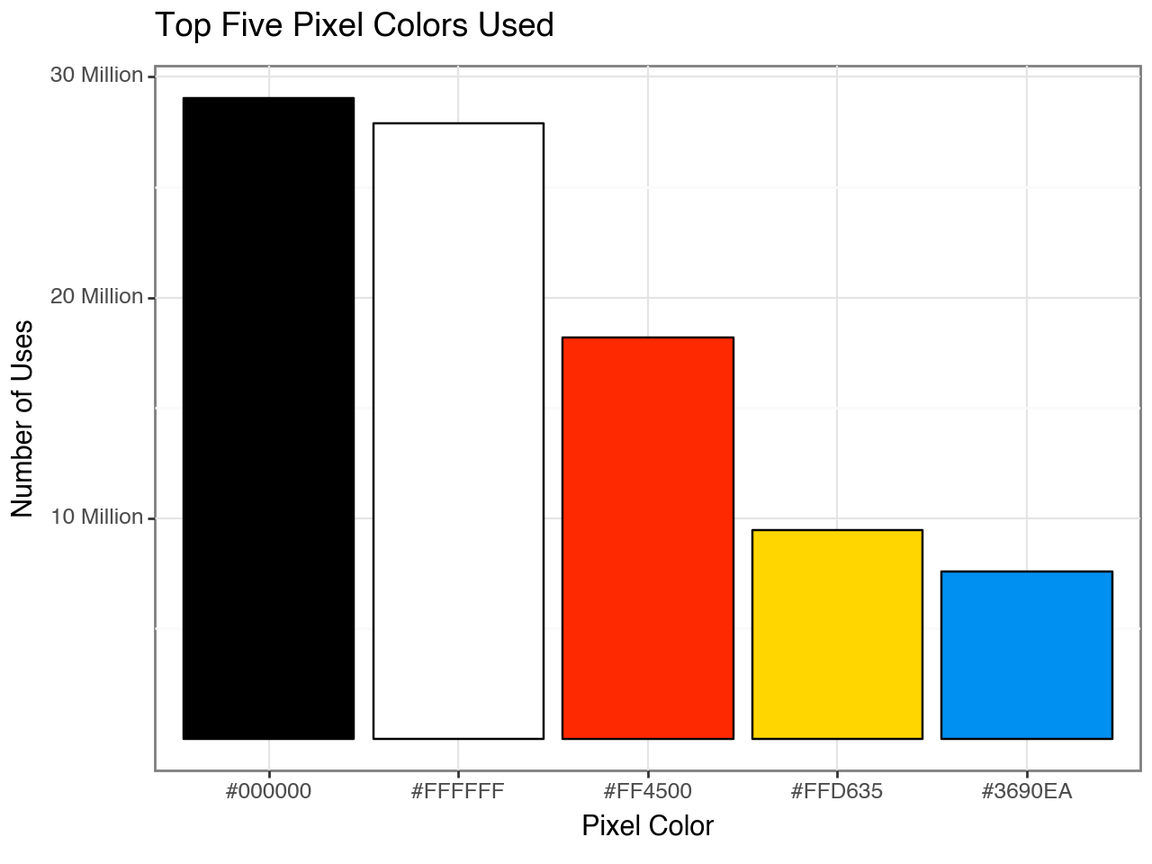 Top Five Pixel Colors Used
30 Million
20 Million
10 Million
Number of Uses
#000000 #FFFFFF #FF4500 #FFD635 #3690EA
Pixel Color